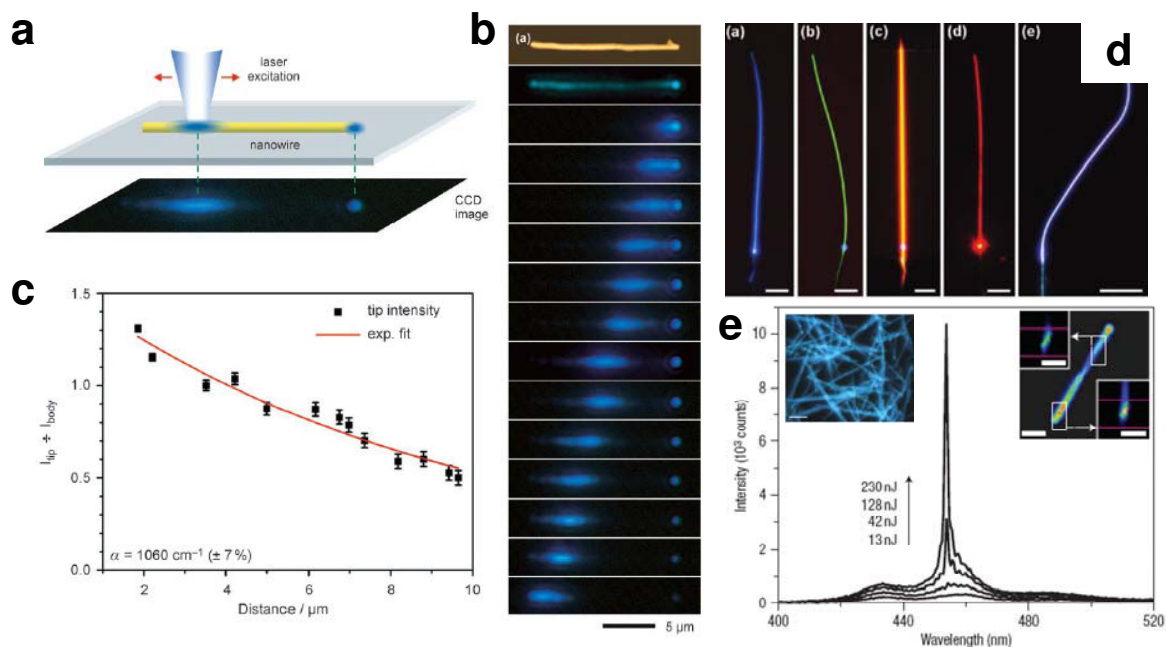 a
laser
excitation
nanowire
CCD
image
b
(a)
5 μm
c
1.5
1.0
0.5
0.0
I_tip ÷ I_body
tip intensity
exp. fit
α = 1060 cm⁻¹ (± 7 %)
2
4
6
8
10
Distance / μm
d
(a)
(b)
(c)
(d)
(e)
e
10
8
6
4
2
0
Intensity (10³ counts)
230 nJ
128 nJ
42 nJ
13 nJ
400
440
480
520
Wavelength (nm)